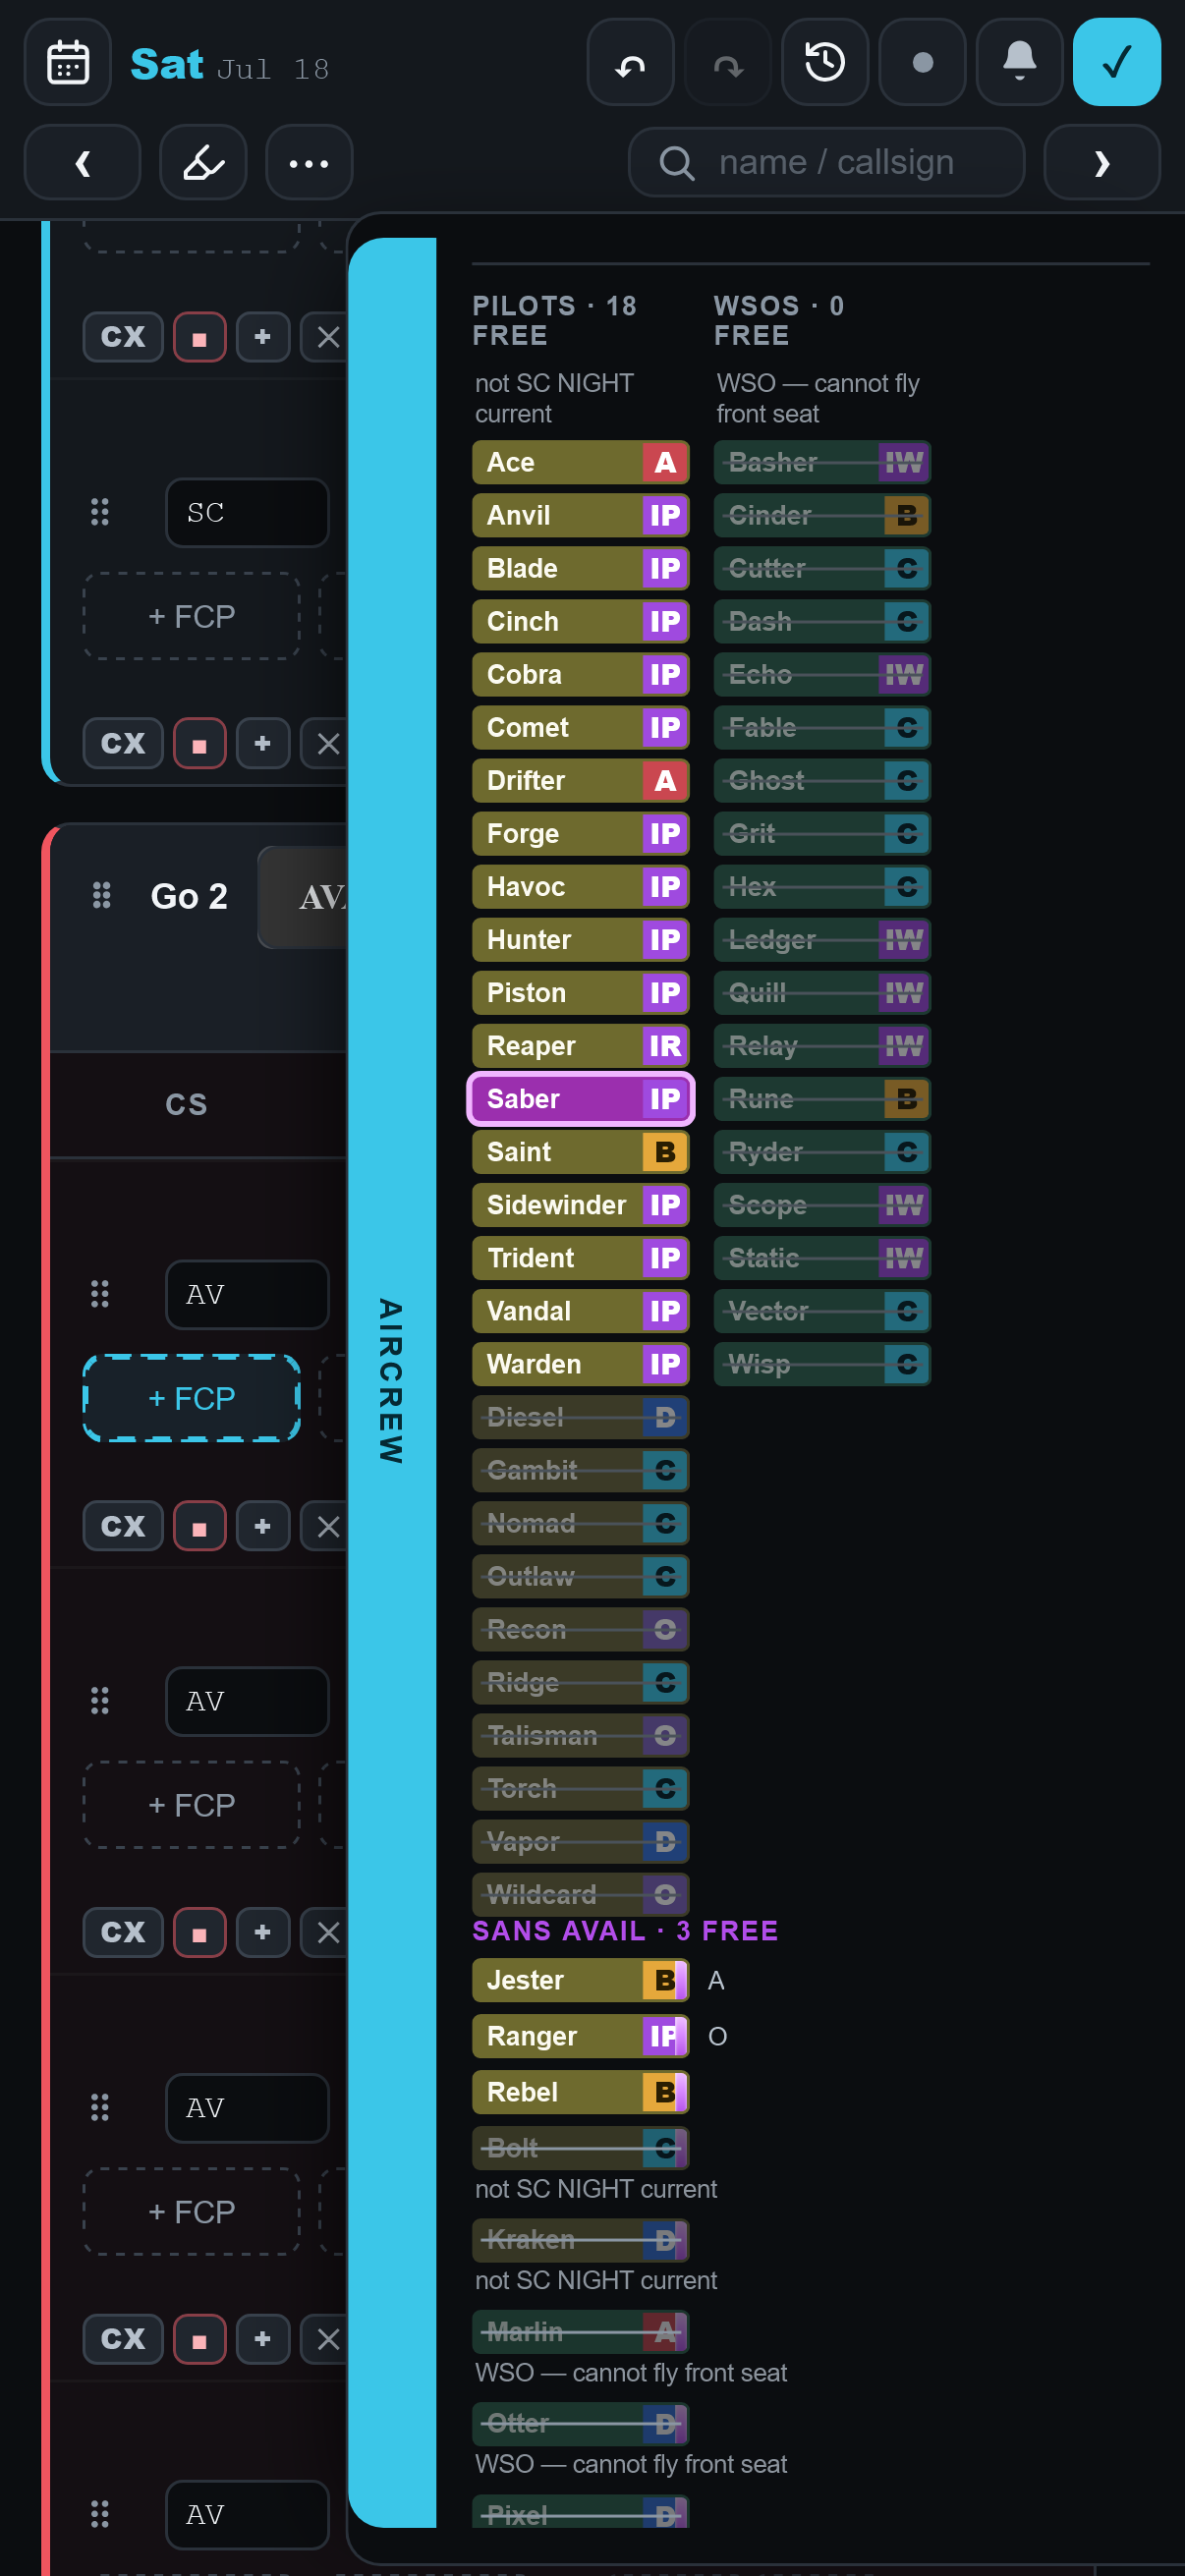 Sat Jul 18
name / callsign
PILOTS · 18 FREE
WSOS · 0 FREE
not SC NIGHT current
WSO — cannot fly front seat
CX
SC
+ FCP
CX
Go 2
CS
AV
+ FCP
CX
AV
+ FCP
CX
AV
+ FCP
CX
AV
AIRCREW
Ace A
Basher IW
Anvil IP
Cinder B
Blade IP
Cutter C
Cinch IP
Dash C
Cobra IP
Echo IW
Comet IP
Fable C
Drifter A
Ghost C
Forge IP
Grit C
Havoc IP
Hex C
Hunter IP
Ledger IW
Piston IP
Quill IW
Reaper IR
Relay IW
Saber IP
Rune B
Saint B
Ryder C
Sidewinder IP
Scope IW
Trident IP
Static IW
Vandal IP
Vector C
Warden IP
Wisp C
Diesel D
Gambit C
Nomad C
Outlaw C
Recon O
Ridge C
Talisman O
Torch C
Vapor D
Wildcard O
SANS AVAIL · 3 FREE
Jester B A
Ranger IP O
Rebel B
Bolt C
not SC NIGHT current
Kraken D
not SC NIGHT current
Marlin A
WSO — cannot fly front seat
Otter D
WSO — cannot fly front seat
Pixel D